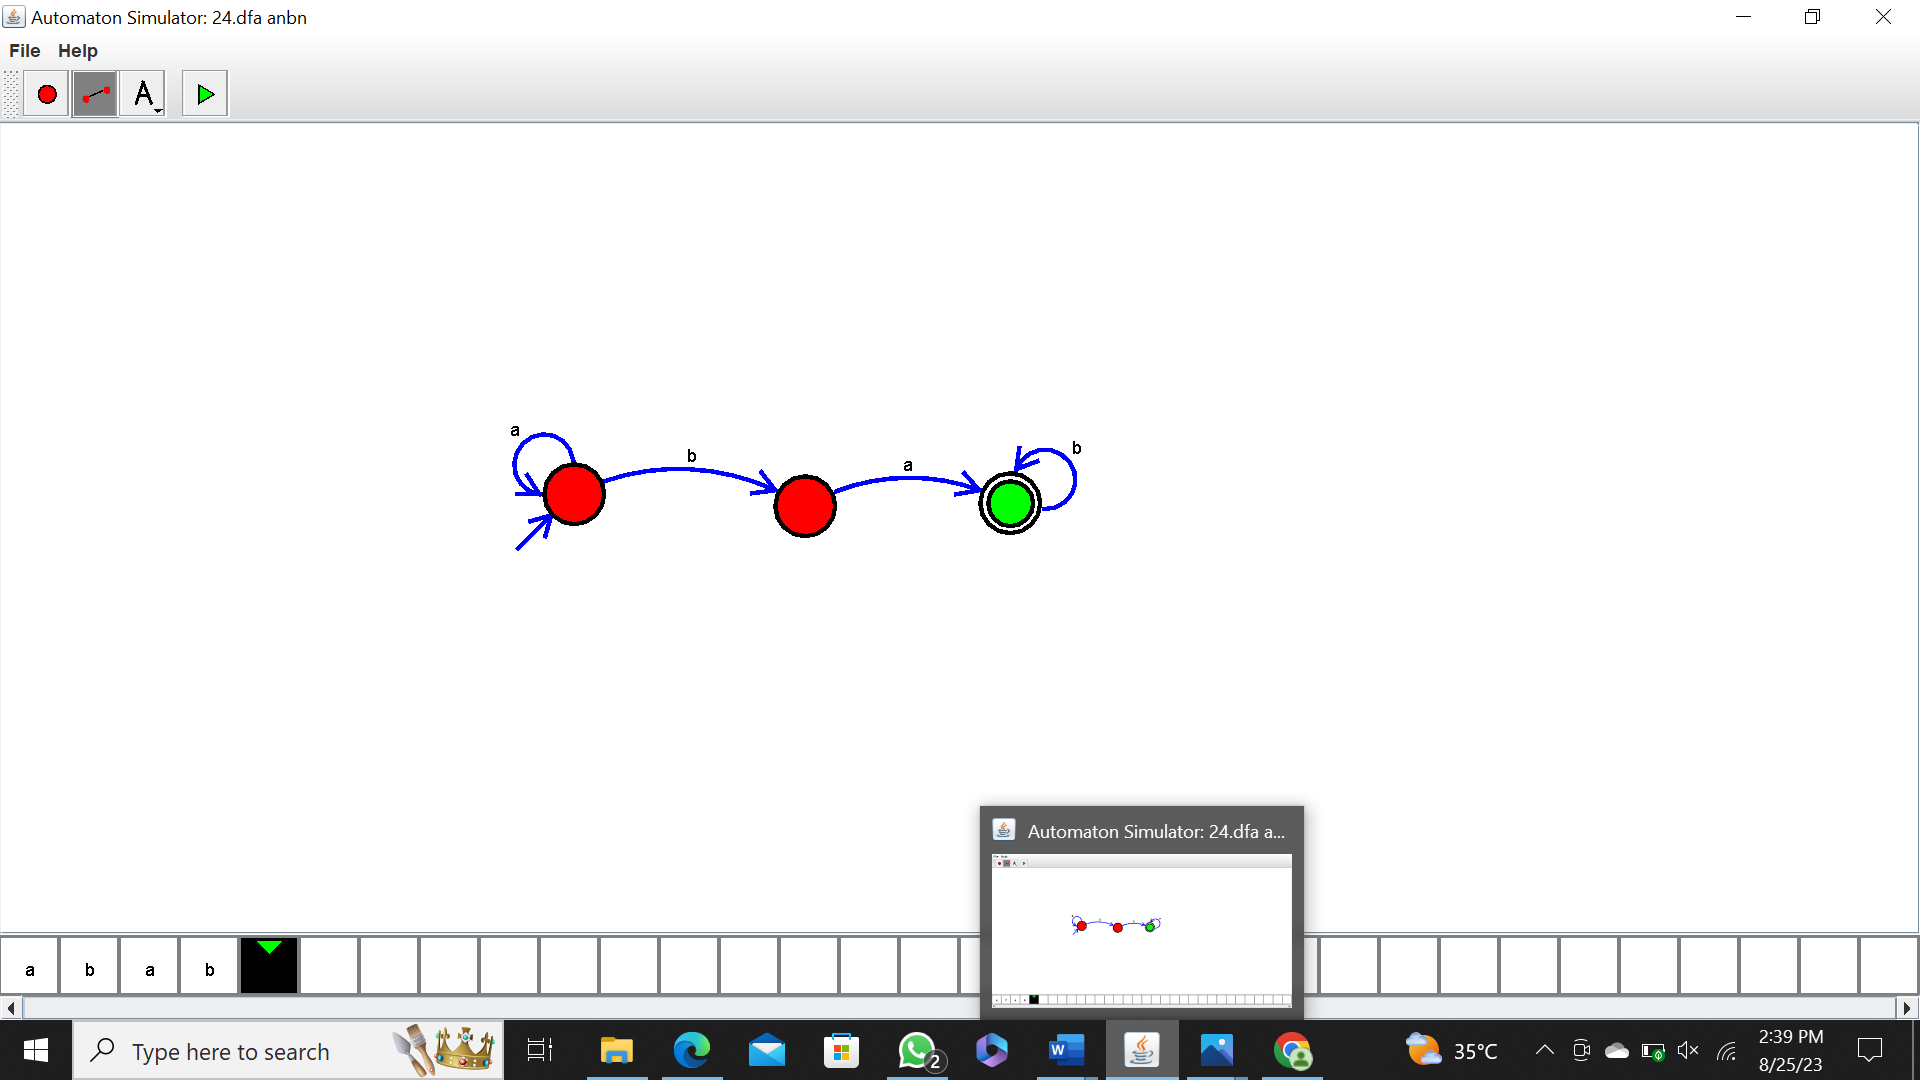 Automaton Simulator: 24.dfa anbn
File Help
A
a
b
a
b
Automaton Simulator: 24.dfa a...
a b a b
Type here to search
2
W
35°C
2:39 PM
8/25/23